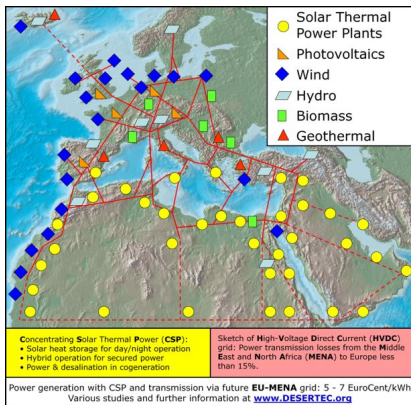 Solar Thermal
Power Plants
Photovoltaics
Wind
Hydro
Biomass
Geothermal
Concentrating Solar Thermal Power (CSP):
• Solar heat storage for day/night operation
• Hybrid operation for secured power
• Power & desalination in cogeneration
Sketch of High-Voltage Direct Current (HVDC)
grid: Power transmission losses from the Middle
East and North Africa (MENA) to Europe less
than 15%.
Power generation with CSP and transmission via future EU-MENA grid: 5 - 7 EuroCent/kWh
Various studies and further information at www.DESERTEC.org